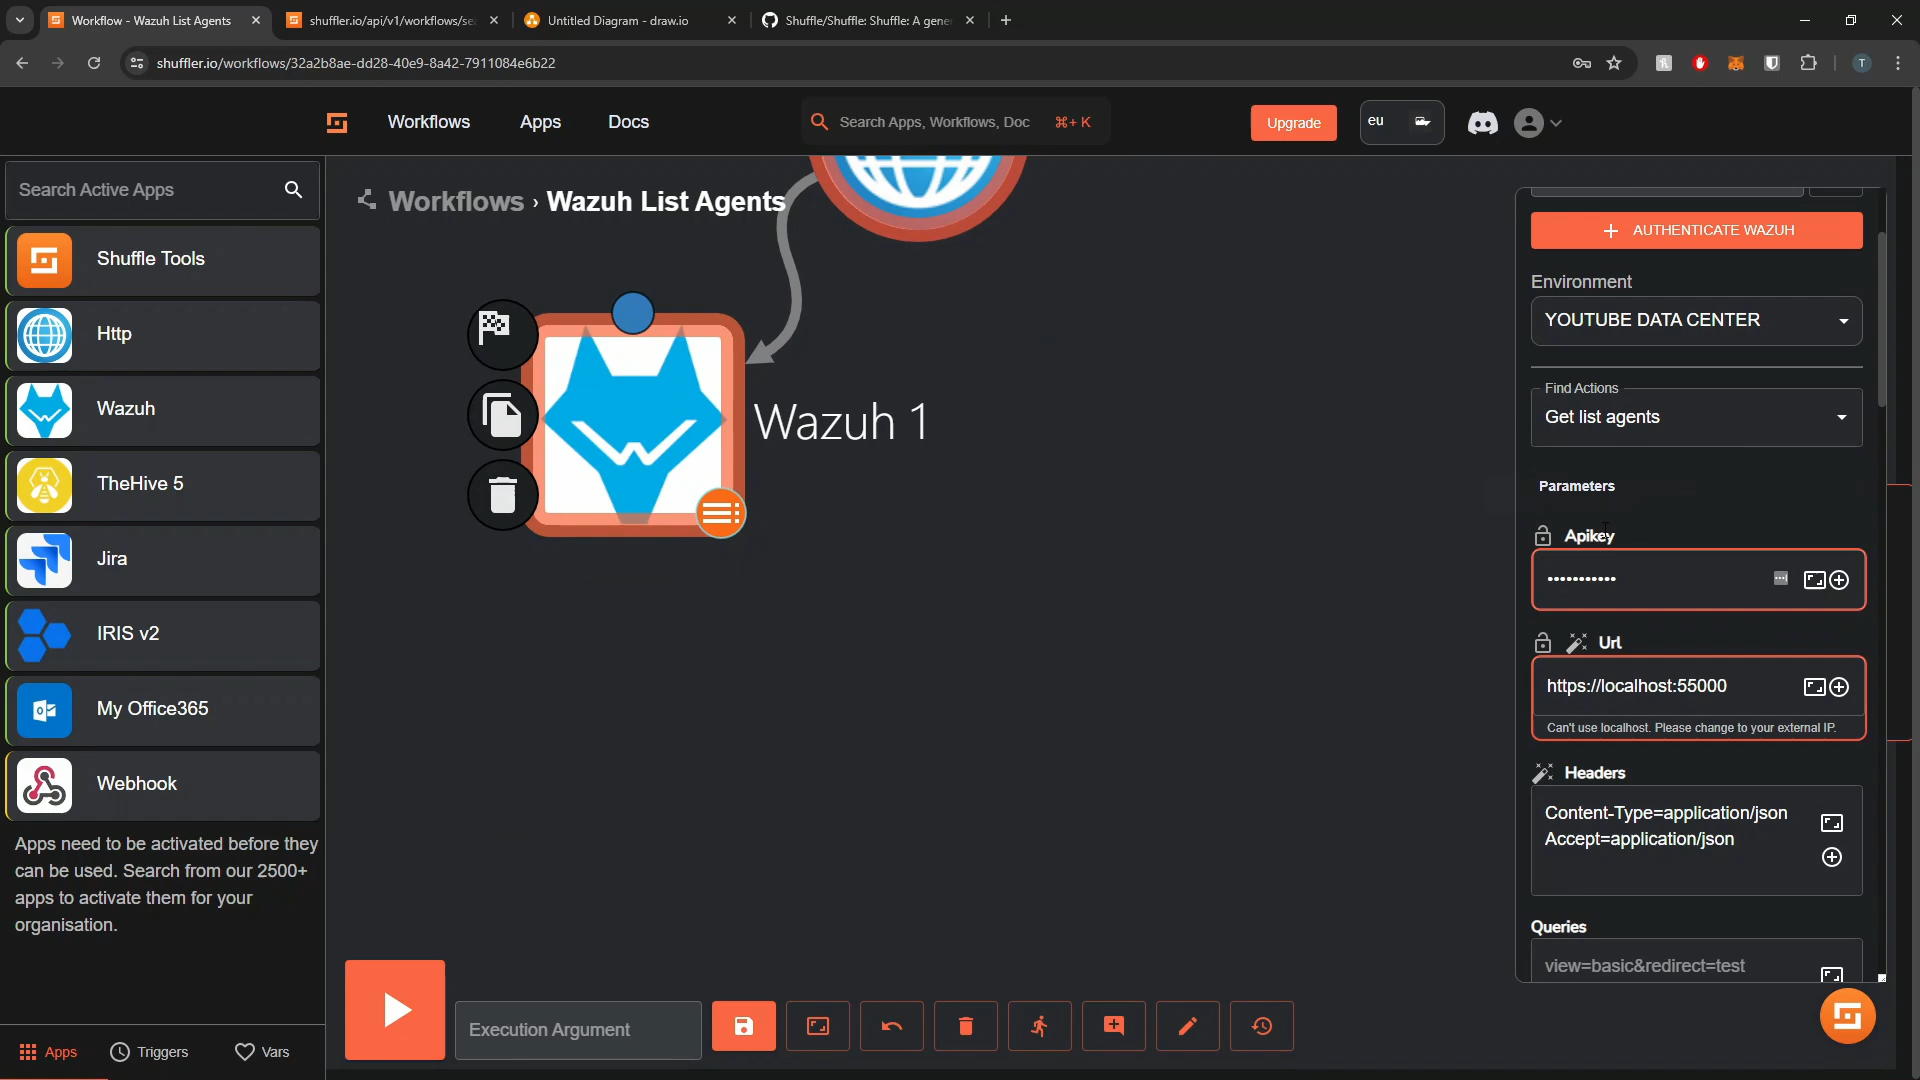 Workflow - Wazuh List Agents
shuffler.io/api/v1/workflows/se
Untitled Diagram - draw.io
Shuffle/Shuffle: Shuffle: A gene
shuffler.io/workflows/32a2b8ae-dd28-40e9-8a42-7911084e6b22
T
Workflows
Apps
Docs
Search Apps, Workflows, Doc
⌘+ K
Upgrade
eu
Search Active Apps
Workflows › Wazuh List Agents
Shuffle Tools
Http
Wazuh
TheHive 5
Jira
IRIS v2
My Office365
Webhook
Apps need to be activated before they
can be used. Search from our 2500+
apps to activate them for your
organisation.
Apps
Triggers
Vars
Wazuh 1
Execution Argument
+ AUTHENTICATE WAZUH
Environment
YOUTUBE DATA CENTER
Find Actions
Get list agents
Parameters
Apikey
•••••••••••
Url
https://localhost:55000
Can't use localhost. Please change to your external IP.
Headers
Content-Type=application/json
Accept=application/json
Queries
view=basic&redirect=test